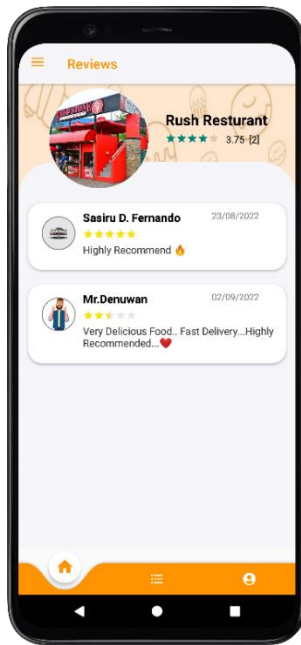 Reviews
Rush Resturant
3.75 [2]
Sasiru D. Fernando
23/08/2022
Highly Recommend 🔥
Mr.Denuwan
02/09/2022
Very Delicious Food.. Fast Delivery...Highly
Recommended...❤️